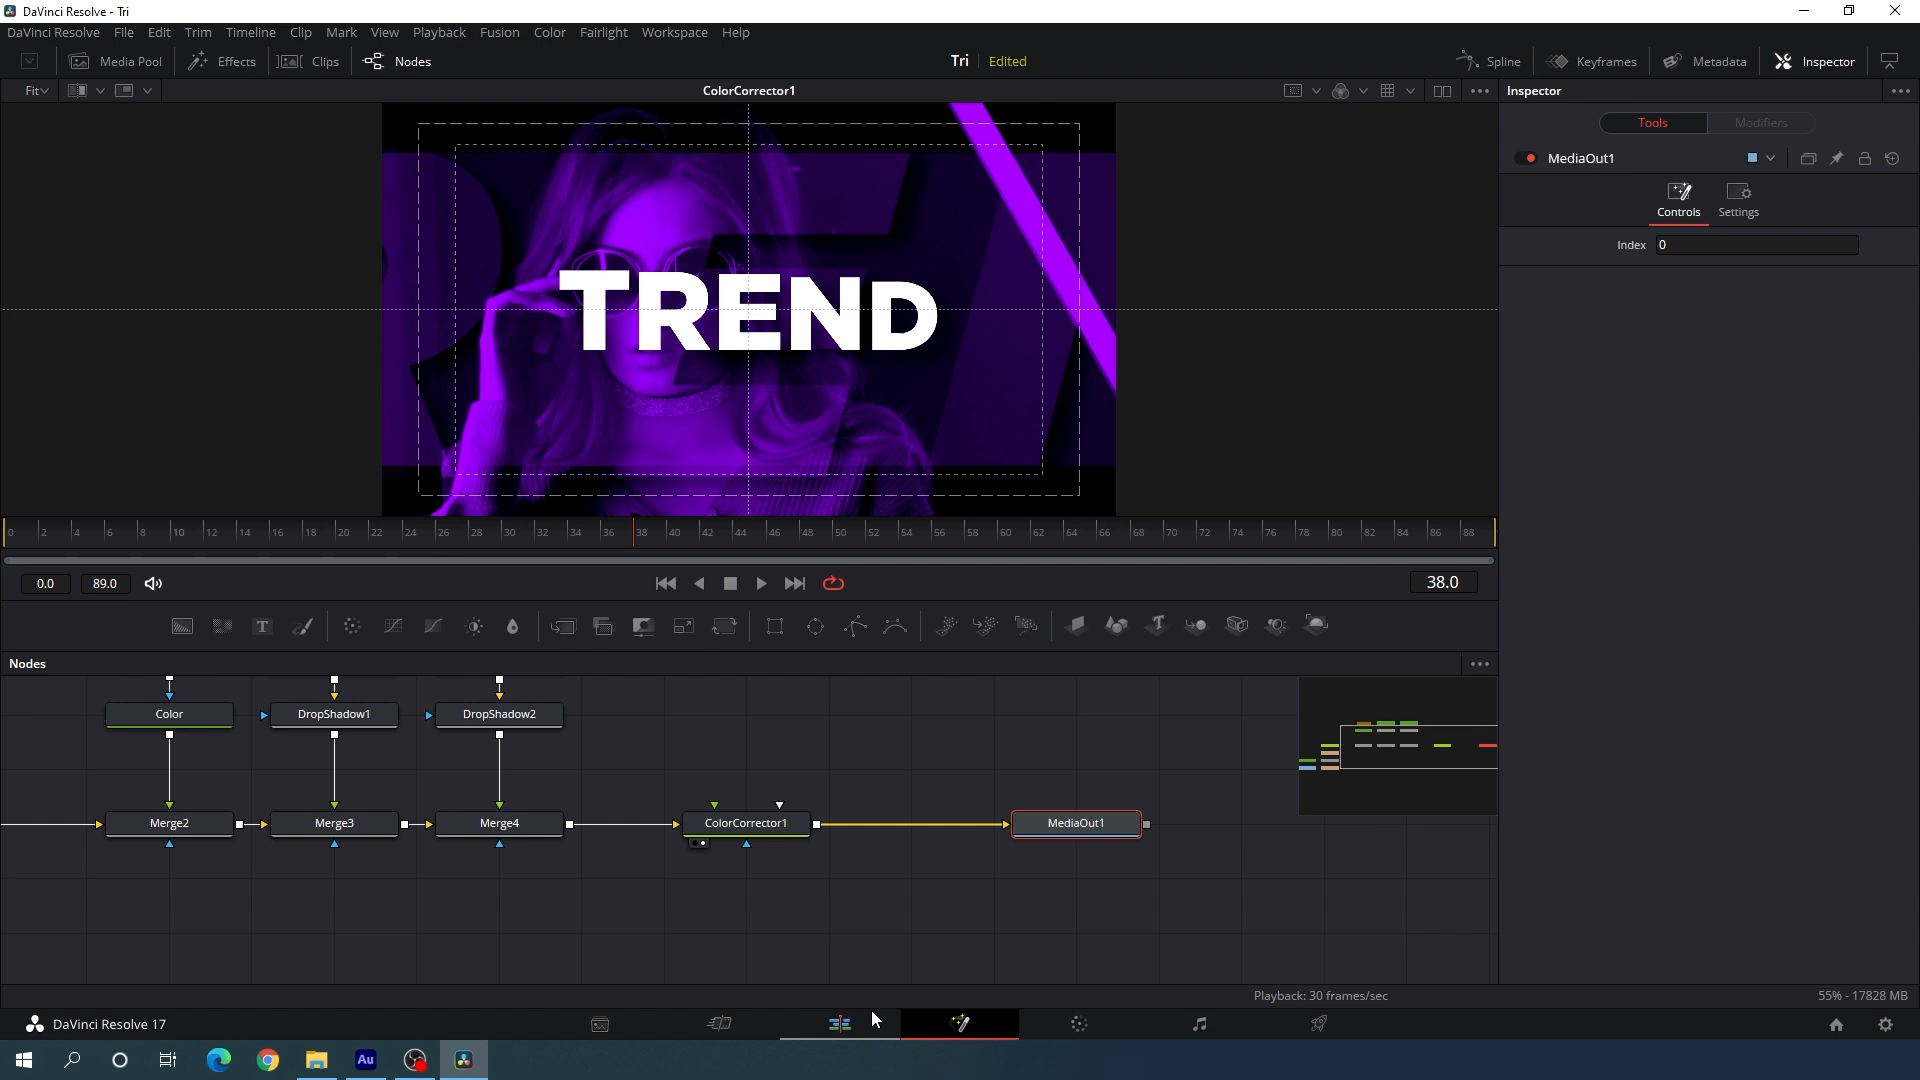 DaVinci Resolve - Tri
DaVinci Resolve File Edit Trim Timeline Clip Mark View Playback Fusion Color Fairlight Workspace Help
Media Pool Effects Clips Nodes Tri Edited Spline Keyframes Metadata Inspector
Fit ColorCorrector1 Inspector
Tools Modifiers
MediaOut1
Controls Settings
Index 0
TREND
0 2 4 6 8 10 12 14 16 18 20 22 24 26 28 30 32 34 36 38 40 42 44 46 48 50 52 54 56 58 60 62 64 66 68 70 72 74 76 78 80 82 84 86 88
0.0 89.0 38.0
T T
Nodes
Color DropShadow1 DropShadow2
Merge2 Merge3 Merge4 ColorCorrector1 MediaOut1
Playback: 30 frames/sec 55% - 17828 MB
DaVinci Resolve 17
Au